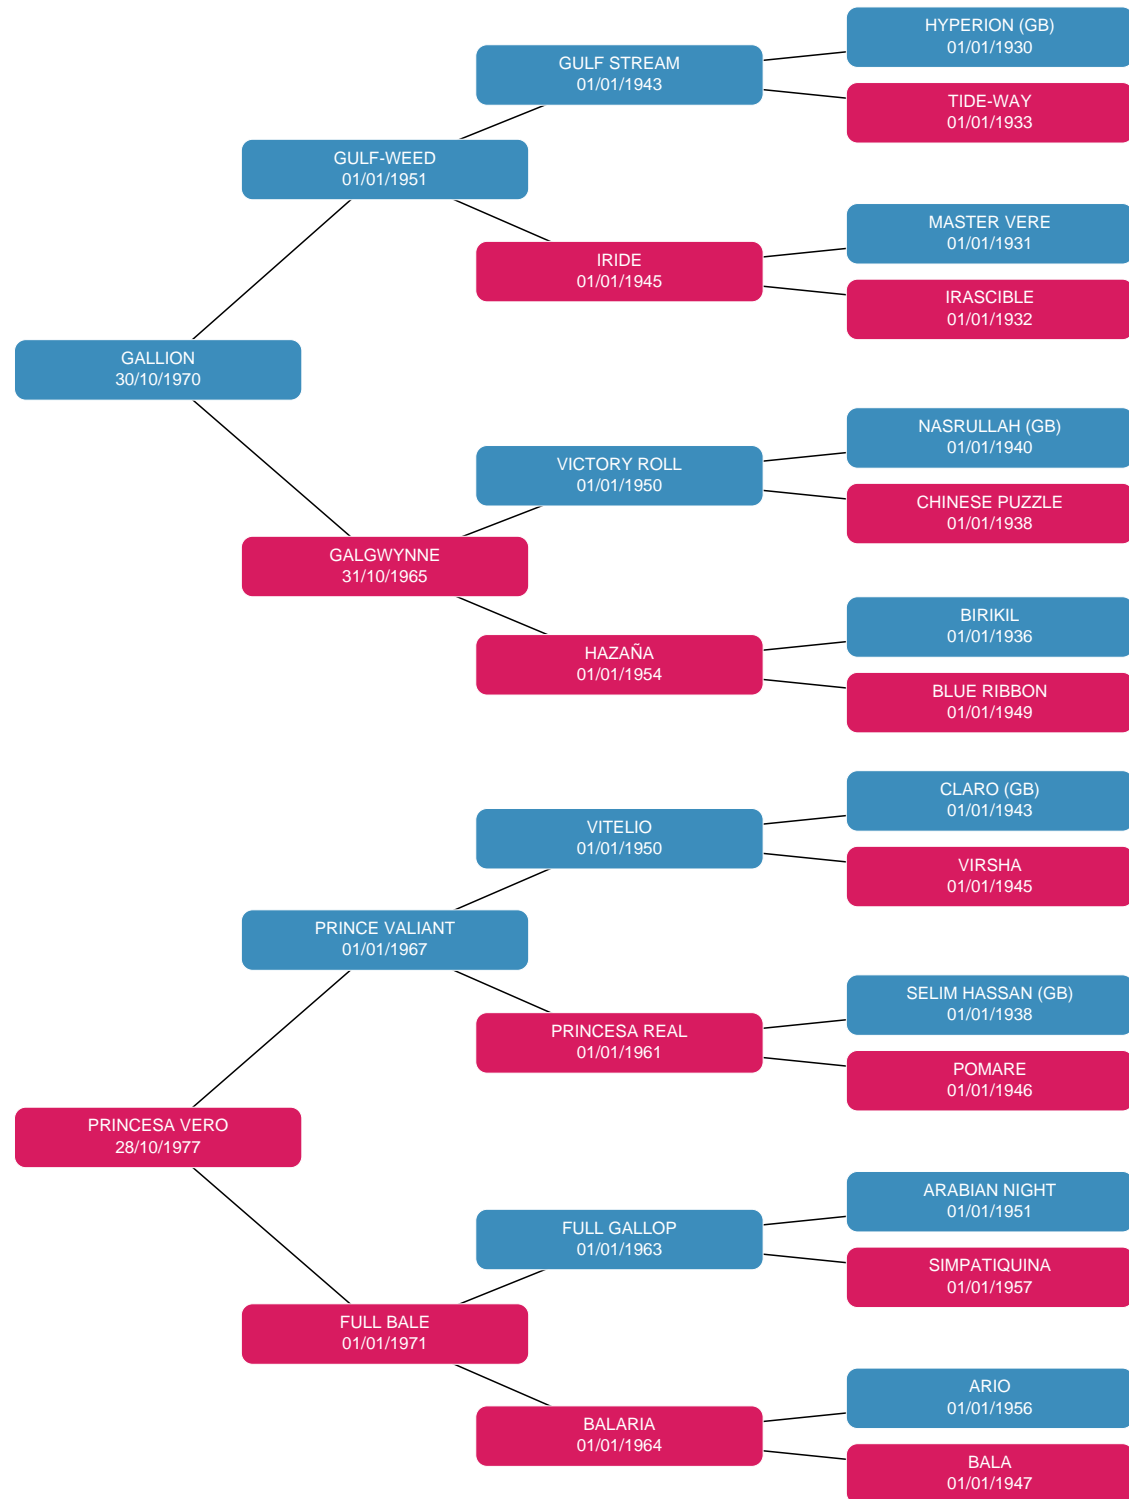 HYPERION (GB)
01/01/1930
GULF STREAM
01/01/1943
TIDE-WAY
01/01/1933
GULF-WEED
01/01/1951
MASTER VERE
01/01/1931
IRIDE
01/01/1945
IRASCIBLE
01/01/1932
GALLION
30/10/1970
NASRULLAH (GB)
01/01/1940
VICTORY ROLL
01/01/1950
CHINESE PUZZLE
01/01/1938
GALGWYNNE
31/10/1965
BIRIKIL
01/01/1936
HAZAÑA
01/01/1954
BLUE RIBBON
01/01/1949
CLARO (GB)
01/01/1943
VITELIO
01/01/1950
VIRSHA
01/01/1945
PRINCE VALIANT
01/01/1967
SELIM HASSAN (GB)
01/01/1938
PRINCESA REAL
01/01/1961
POMARE
01/01/1946
PRINCESA VERO
28/10/1977
ARABIAN NIGHT
01/01/1951
FULL GALLOP
01/01/1963
SIMPATIQUINA
01/01/1957
FULL BALE
01/01/1971
ARIO
01/01/1956
BALARIA
01/01/1964
BALA
01/01/1947